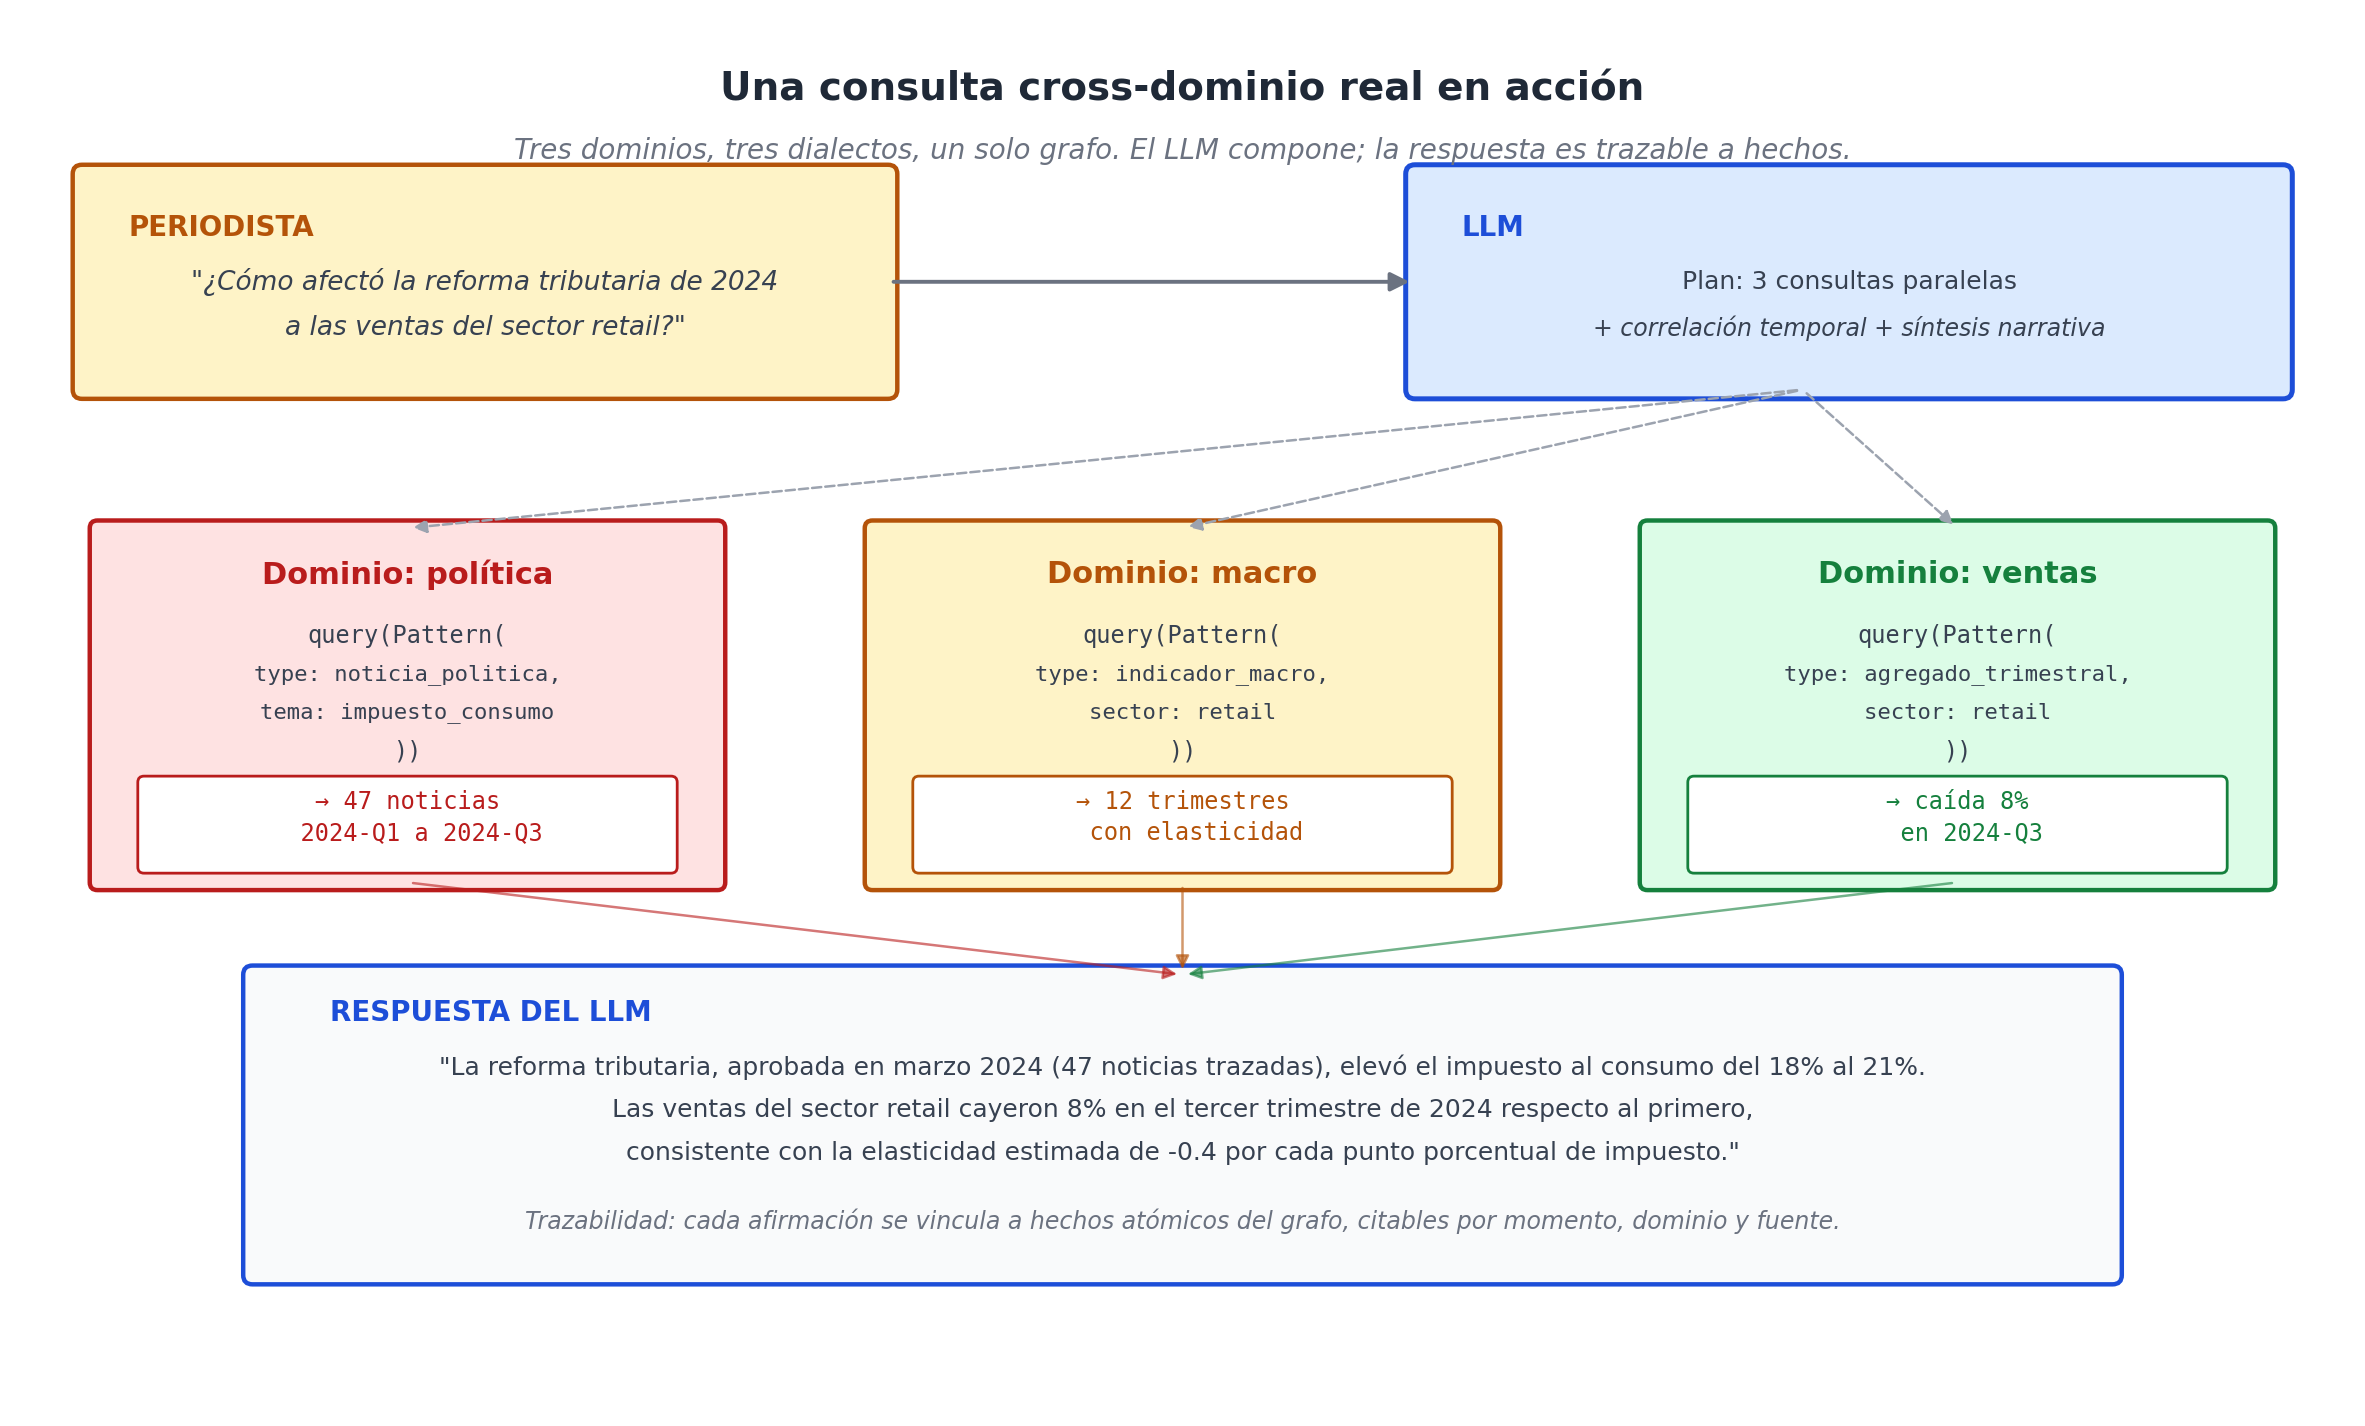 Una consulta cross-dominio real en acción
Tres dominios, tres dialectos, un solo grafo. El LLM compone; la respuesta es trazable a hechos.
PERIODISTA
"¿Cómo afectó la reforma tributaria de 2024
a las ventas del sector retail?"
LLM
Plan: 3 consultas paralelas
+ correlación temporal + síntesis narrativa
Dominio: política
query(Pattern(
type: noticia_politica,
tema: impuesto_consumo
))
→ 47 noticias
2024-Q1 a 2024-Q3
Dominio: macro
query(Pattern(
type: indicador_macro,
sector: retail
))
→ 12 trimestres
con elasticidad
Dominio: ventas
query(Pattern(
type: agregado_trimestral,
sector: retail
))
→ caída 8%
en 2024-Q3
RESPUESTA DEL LLM
"La reforma tributaria, aprobada en marzo 2024 (47 noticias trazadas), elevó el impuesto al consumo del 18% al 21%.
Las ventas del sector retail cayeron 8% en el tercer trimestre de 2024 respecto al primero,
consistente con la elasticidad estimada de -0.4 por cada punto porcentual de impuesto."
Trazabilidad: cada afirmación se vincula a hechos atómicos del grafo, citables por momento, dominio y fuente.